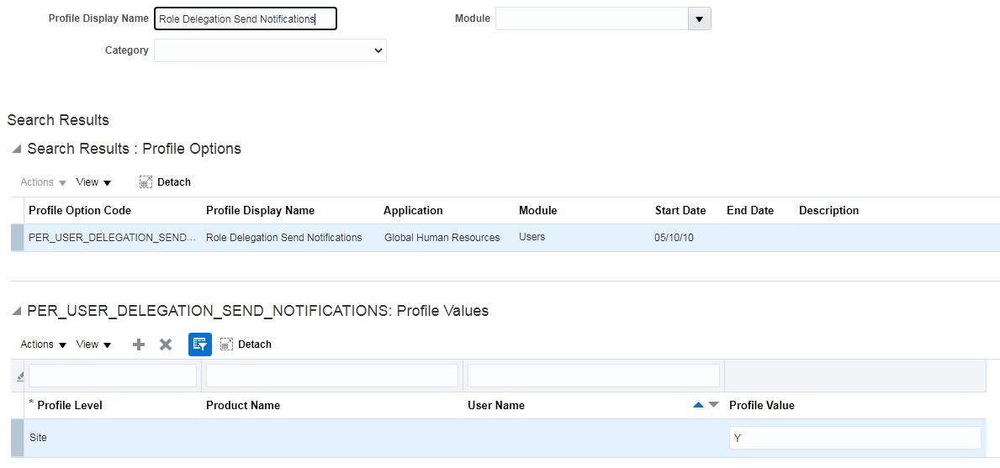 Profile Display Name Role Delegation Send Notifications Module
Category
Search Results
Search Results : Profile Options
Actions View Detach
Profile Option Code Profile Display Name Application Module Start Date End Date Description
PER_USER_DELEGATION_SEND... Role Delegation Send Notifications Global Human Resources Users 05/10/10
PER_USER_DELEGATION_SEND_NOTIFICATIONS: Profile Values
Actions View Detach
* Profile Level Product Name User Name Profile Value
Site Y